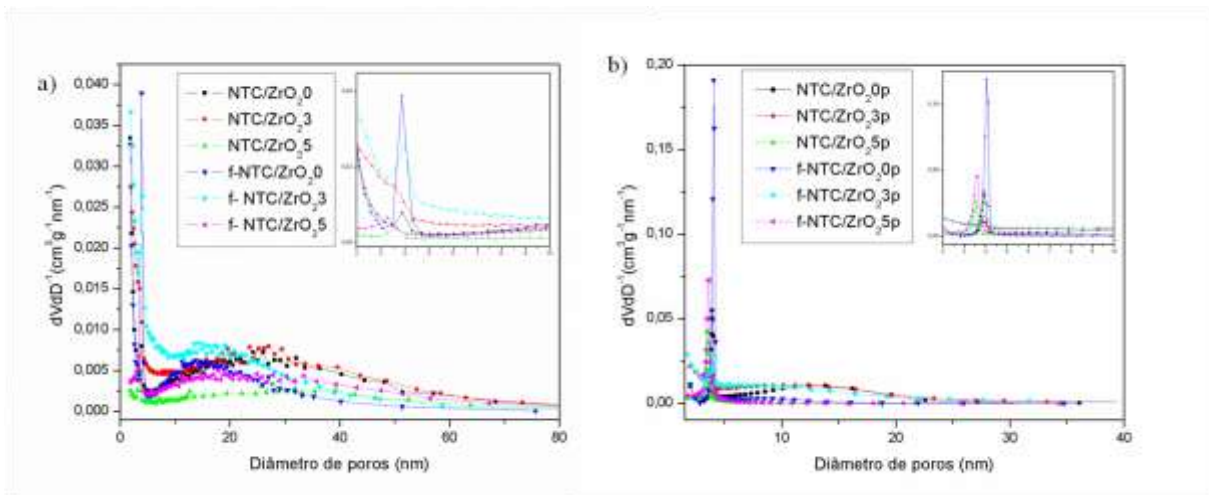 a)
0,040
0,035
0,030
0,025
0,020
0,015
0,010
0,005
0,000
dVdD⁻¹(cm³g⁻¹nm⁻¹)
NTC/ZrO₂0
NTC/ZrO₂3
NTC/ZrO₂5
f-NTC/ZrO₂0
f- NTC/ZrO₂3
f- NTC/ZrO₂5
0 20 40 60 80
Diâmetro de poros (nm)
b)
0,20
0,15
0,10
0,05
0,00
dVdD⁻¹(cm³g⁻¹nm⁻¹)
NTC/ZrO₂0p
NTC/ZrO₂3p
NTC/ZrO₂5p
f-NTC/ZrO₂0p
f-NTC/ZrO₂3p
f-NTC/ZrO₂5p
10 20 30 40
Diâmetro de poros (nm)